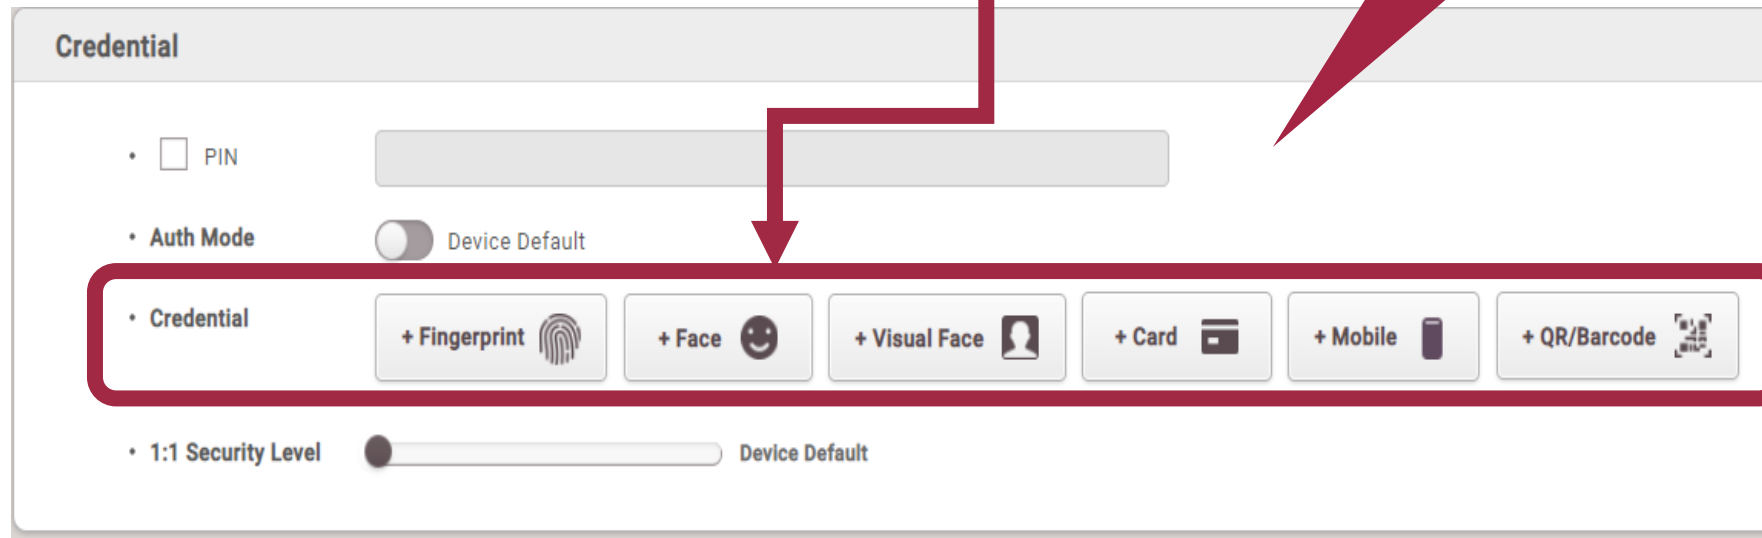 Credential
• PIN
• Auth Mode Device Default
• Credential + Fingerprint + Face + Visual Face + Card + Mobile + QR/Barcode
• 1:1 Security Level Device Default